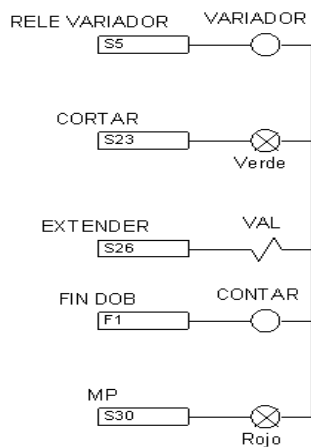 RELE VARIADOR VARIADOR
S5
CORTAR
S23
Verde
EXTENDER VAL
S26
FIN DOB CONTAR
F1
MP
S30
Rojo